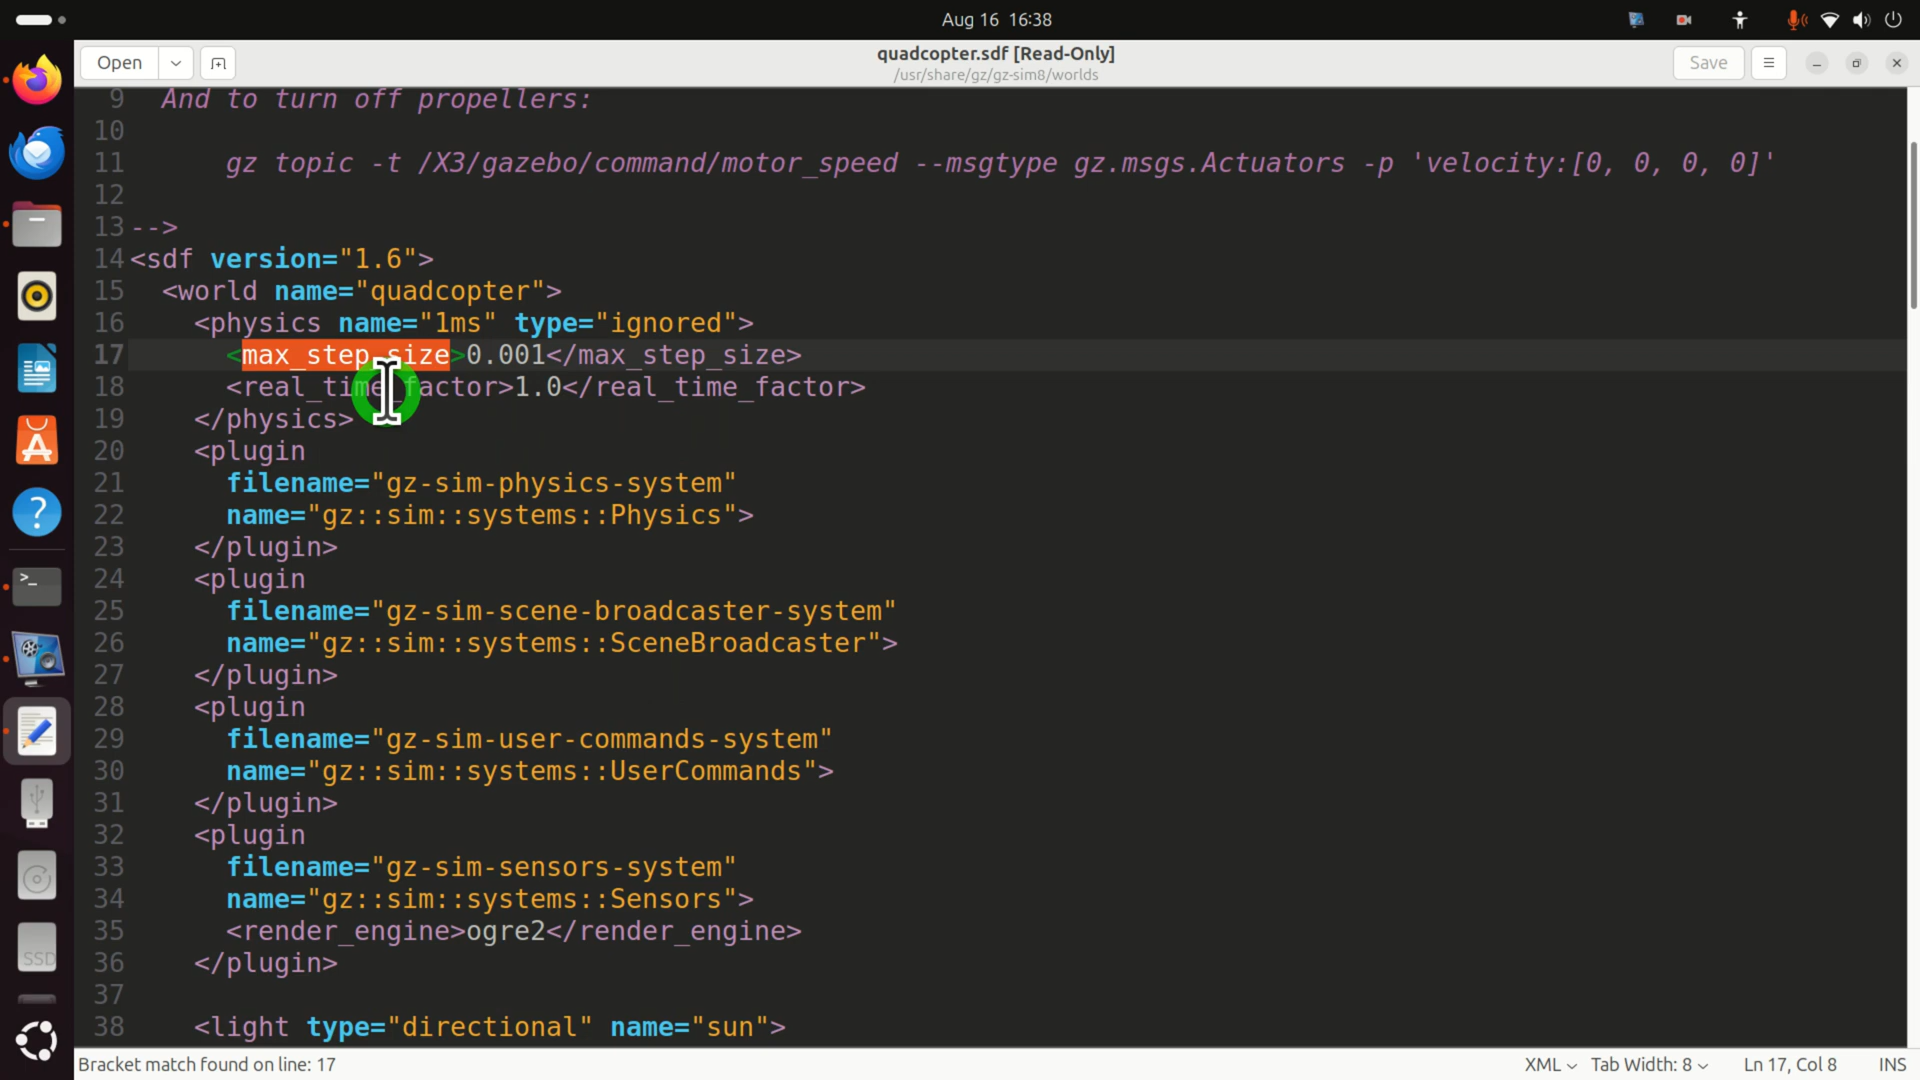 Aug 16 16:38
Open
quadcopter.sdf [Read-Only]
/usr/share/gz/gz-sim8/worlds
Save
9 And to turn off propellers:
10
11 gz topic -t /X3/gazebo/command/motor_speed --msgtype gz.msgs.Actuators -p 'velocity:[0, 0, 0, 0]'
12
13 -->
14 <sdf version="1.6">
15 <world name="quadcopter">
16 <physics name="1ms" type="ignored">
17 <max_step_size>0.001</max_step_size>
18 <real_time_factor>1.0</real_time_factor>
19 </physics>
20 <plugin
21 filename="gz-sim-physics-system"
22 name="gz::sim::systems::Physics">
23 </plugin>
24 <plugin
25 filename="gz-sim-scene-broadcaster-system"
26 name="gz::sim::systems::SceneBroadcaster">
27 </plugin>
28 <plugin
29 filename="gz-sim-user-commands-system"
30 name="gz::sim::systems::UserCommands">
31 </plugin>
32 <plugin
33 filename="gz-sim-sensors-system"
34 name="gz::sim::systems::Sensors">
35 <render_engine>ogre2</render_engine>
36 </plugin>
37
38 <light type="directional" name="sun">
SSD
Bracket match found on line: 17
XML
Tab Width: 8
Ln 17, Col 8
INS